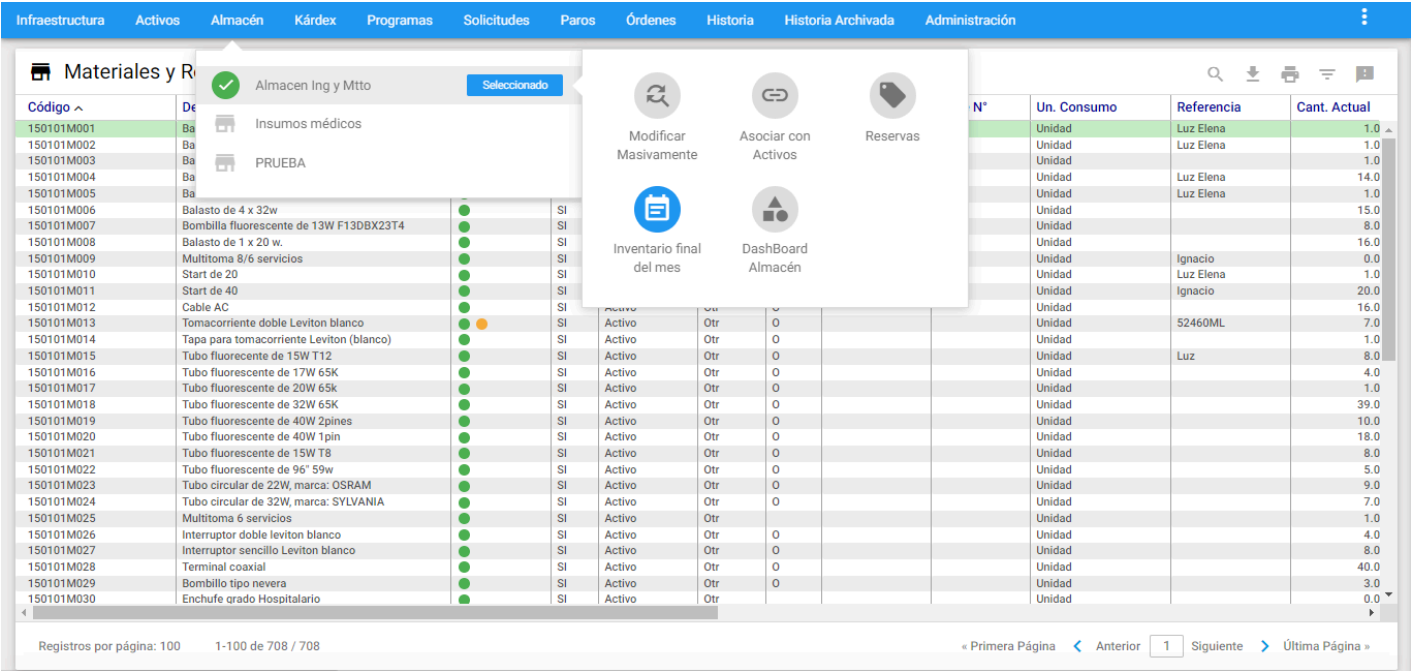 Infraestructura Activos Almacén Kárdex Programas Solicitudes Paros Órdenes Historia Historia Archivada Administración
Materiales y R
Almacen Ing y Mtto Seleccionado
Insumos médicos
PRUEBA
Modificar Masivamente
Asociar con Activos
Reservas
Inventario final del mes
DashBoard Almacén
Código De N° Un. Consumo Referencia Cant. Actual
150101M001 Ba Unidad Luz Elena 1.0
150101M002 Ba Unidad Luz Elena 1.0
150101M003 Ba Unidad 1.0
150101M004 Ba Unidad Luz Elena 14.0
150101M005 Ba Unidad Luz Elena 1.0
150101M006 Balasto de 4 x 32w SI Unidad 15.0
150101M007 Bombilla fluorescente de 13W F13DBX23T4 SI Unidad 8.0
150101M008 Balasto de 1 x 20 w. SI Unidad 16.0
150101M009 Multitoma 8/6 servicios SI Unidad Ignacio 0.0
150101M010 Start de 20 SI Unidad Luz Elena 1.0
150101M011 Start de 40 SI Unidad Ignacio 20.0
150101M012 Cable AC SI Activo Otr O Unidad 16.0
150101M013 Tomacorriente doble Leviton blanco SI Activo Otr O Unidad 52460ML 7.0
150101M014 Tapa para tomacorriente Leviton (blanco) SI Activo Otr O Unidad 1.0
150101M015 Tubo fluorecente de 15W T12 SI Activo Otr O Unidad Luz 8.0
150101M016 Tubo fluorescente de 17W 65K SI Activo Otr O Unidad 4.0
150101M017 Tubo fluorescente de 20W 65k SI Activo Otr O Unidad 1.0
150101M018 Tubo fluorescente de 32W 65K SI Activo Otr O Unidad 39.0
150101M019 Tubo fluorescente de 40W 2pines SI Activo Otr O Unidad 10.0
150101M020 Tubo fluorescente de 40W 1pin SI Activo Otr O Unidad 18.0
150101M021 Tubo fluorescente de 15W T8 SI Activo Otr O Unidad 8.0
150101M022 Tubo fluorescente de 96" 59w SI Activo Otr O Unidad 5.0
150101M023 Tubo circular de 22W, marca: OSRAM SI Activo Otr O Unidad 9.0
150101M024 Tubo circular de 32W, marca: SYLVANIA SI Activo Otr O Unidad 7.0
150101M025 Multitoma 6 servicios SI Activo Otr Unidad 1.0
150101M026 Interruptor doble leviton blanco SI Activo Otr O Unidad 4.0
150101M027 Interruptor sencillo Leviton blanco SI Activo Otr O Unidad 8.0
150101M028 Terminal coaxial SI Activo Otr O Unidad 40.0
150101M029 Bombillo tipo nevera SI Activo Otr O Unidad 3.0
150101M030 Enchufe grado Hospitalario SI Activo Otr Unidad 0.0
Registros por página: 100 1-100 de 708 / 708 « Primera Página Anterior 1 Siguiente Última Página »